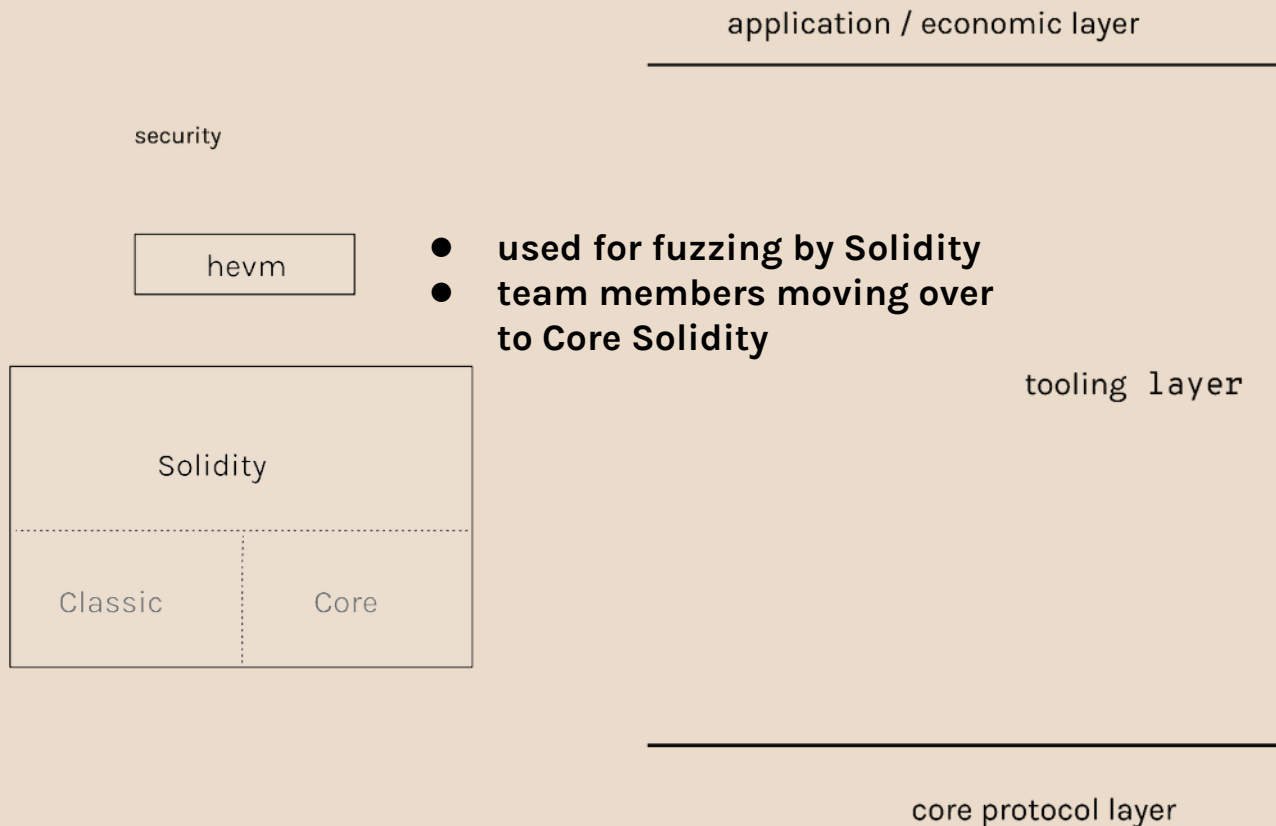 application / economic layer
security
hevm
● used for fuzzing by Solidity
● team members moving over
to Core Solidity
tooling layer
Solidity
Classic
Core
core protocol layer